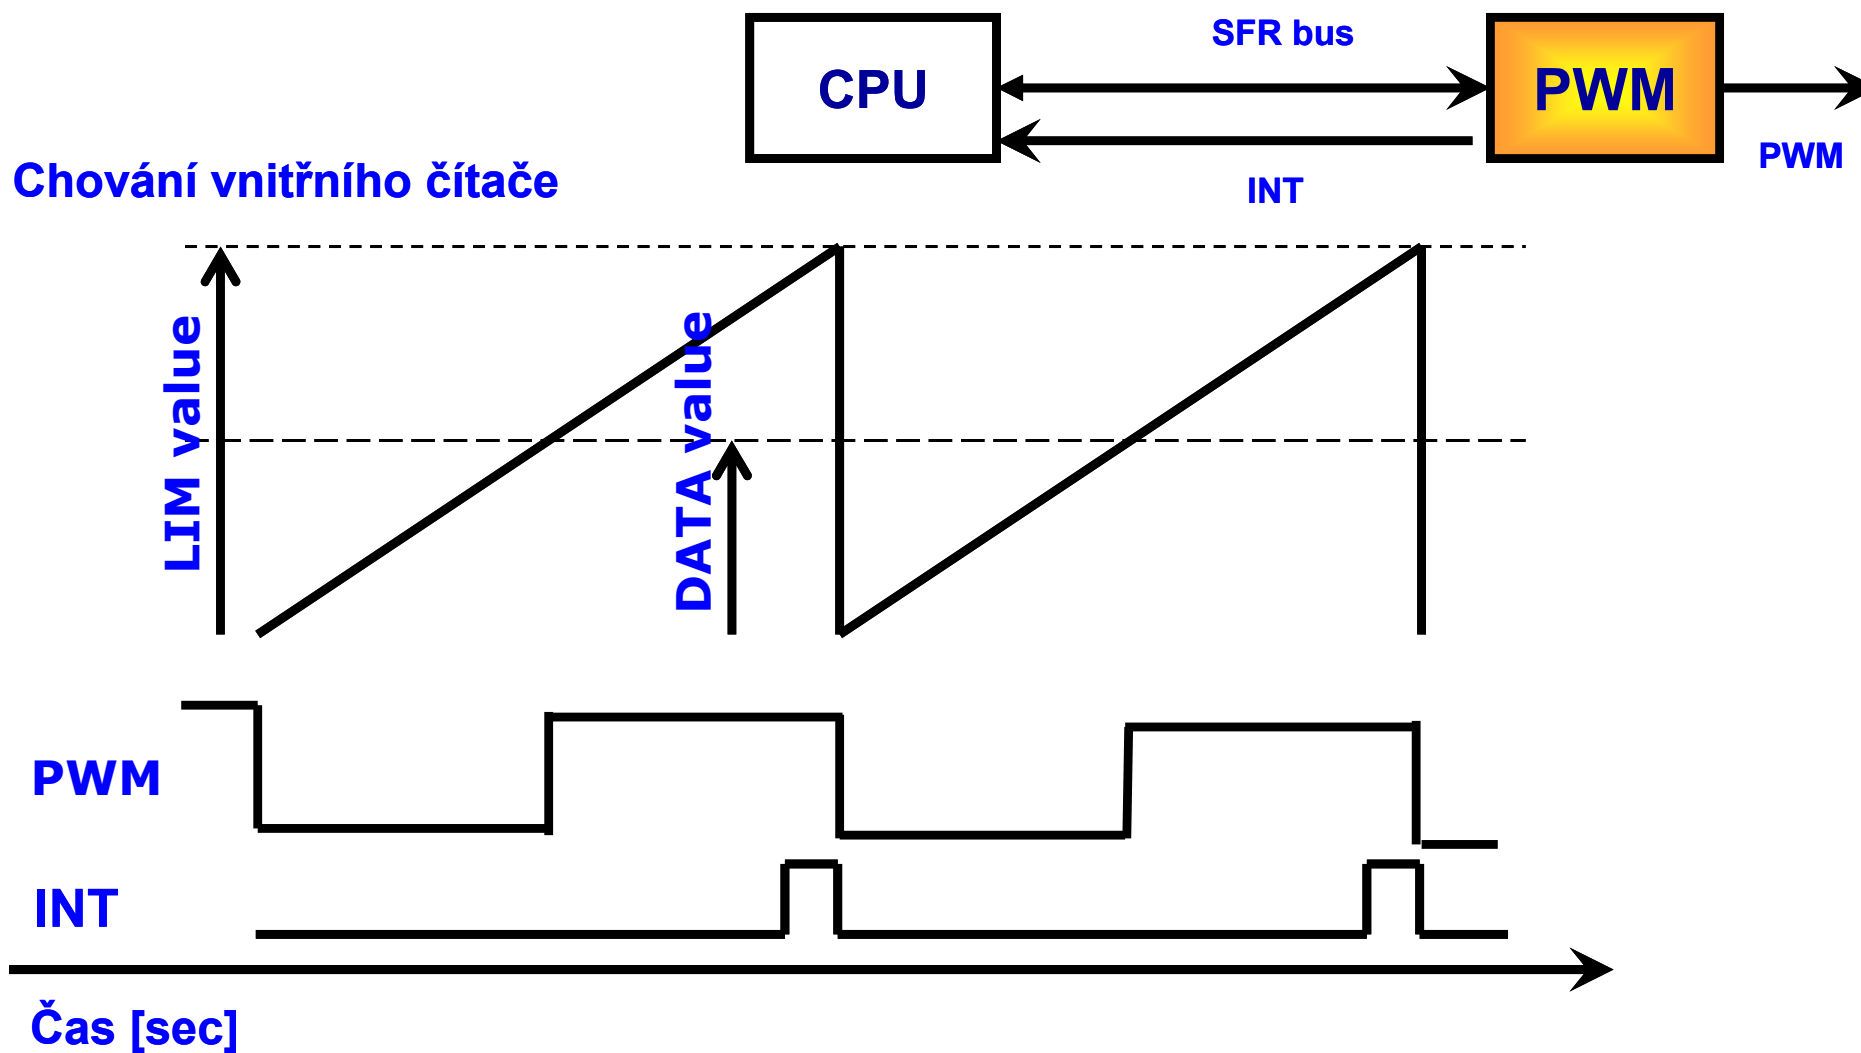 SFR bus
CPU
PWM
PWM
INT
Chování vnitřního čítače
LIM value
DATA value
PWM
INT
Čas [sec]